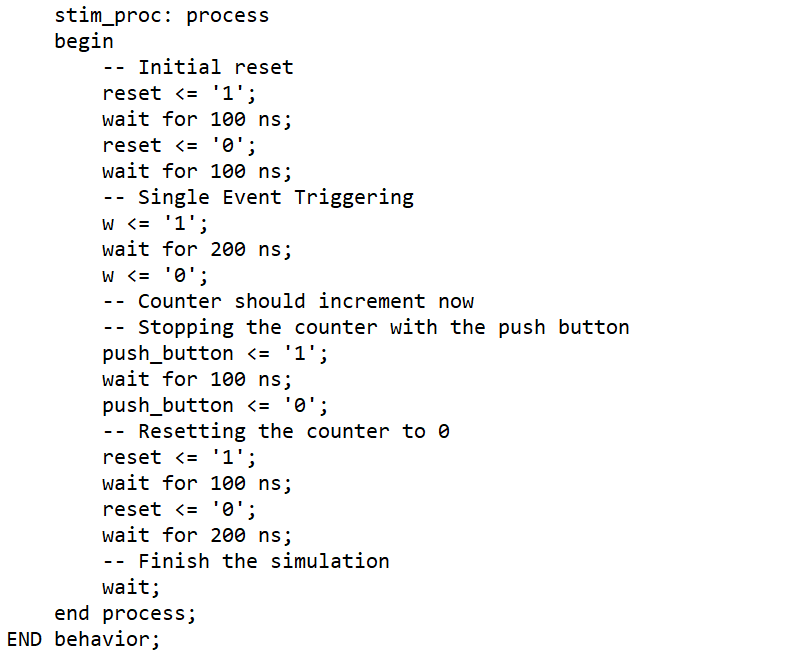 stim_proc: process
begin
-- Initial reset
reset <= '1';
wait for 100 ns;
reset <= '0';
wait for 100 ns;
-- Single Event Triggering
w <= '1';
wait for 200 ns;
w <= '0';
-- Counter should increment now
-- Stopping the counter with the push button
push_button <= '1';
wait for 100 ns;
push_button <= '0';
-- Resetting the counter to 0
reset <= '1';
wait for 100 ns;
reset <= '0';
wait for 200 ns;
-- Finish the simulation
wait;
end process;
END behavior;